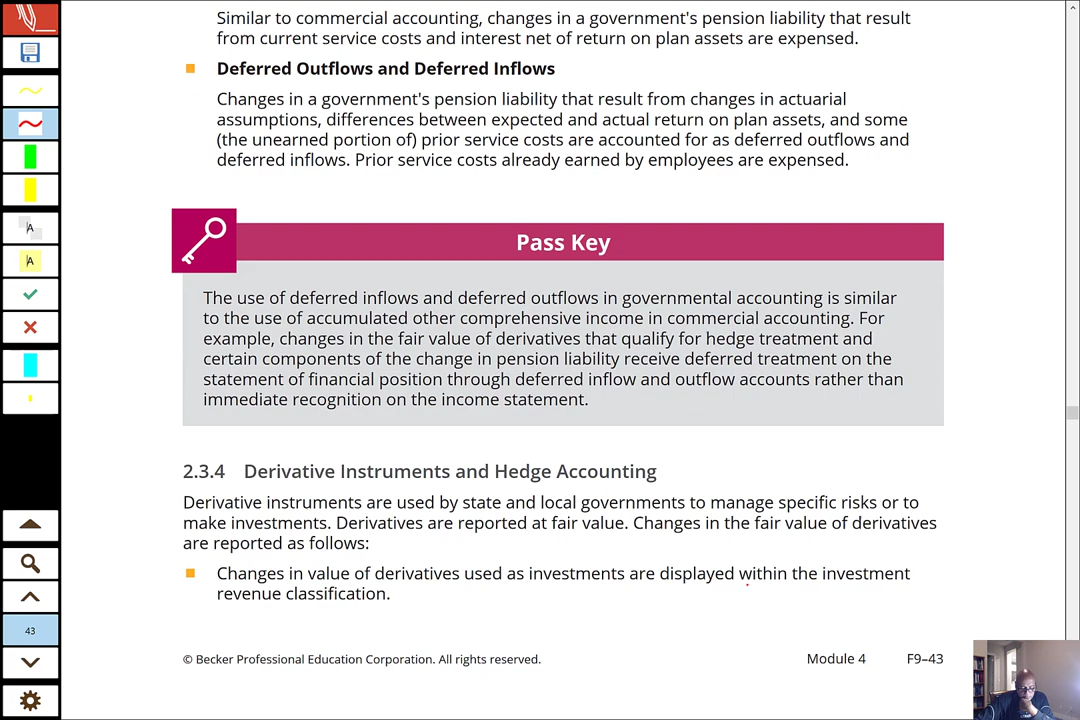 Similar to commercial accounting, changes in a government's pension liability that result
from current service costs and interest net of return on plan assets are expensed.
Deferred Outflows and Deferred Inflows
Changes in a government's pension liability that result from changes in actuarial
assumptions, differences between expected and actual return on plan assets, and some
(the unearned portion of) prior service costs are accounted for as deferred outflows and
deferred inflows. Prior service costs already earned by employees are expensed.
Pass Key
The use of deferred inflows and deferred outflows in governmental accounting is similar
to the use of accumulated other comprehensive income in commercial accounting. For
example, changes in the fair value of derivatives that qualify for hedge treatment and
certain components of the change in pension liability receive deferred treatment on the
statement of financial position through deferred inflow and outflow accounts rather than
immediate recognition on the income statement.
2.3.4 Derivative Instruments and Hedge Accounting
Derivative instruments are used by state and local governments to manage specific risks or to
make investments. Derivatives are reported at fair value. Changes in the fair value of derivatives
are reported as follows:
Changes in value of derivatives used as investments are displayed within the investment
revenue classification.
© Becker Professional Education Corporation. All rights reserved.
Module 4
F9–43
A
A
43